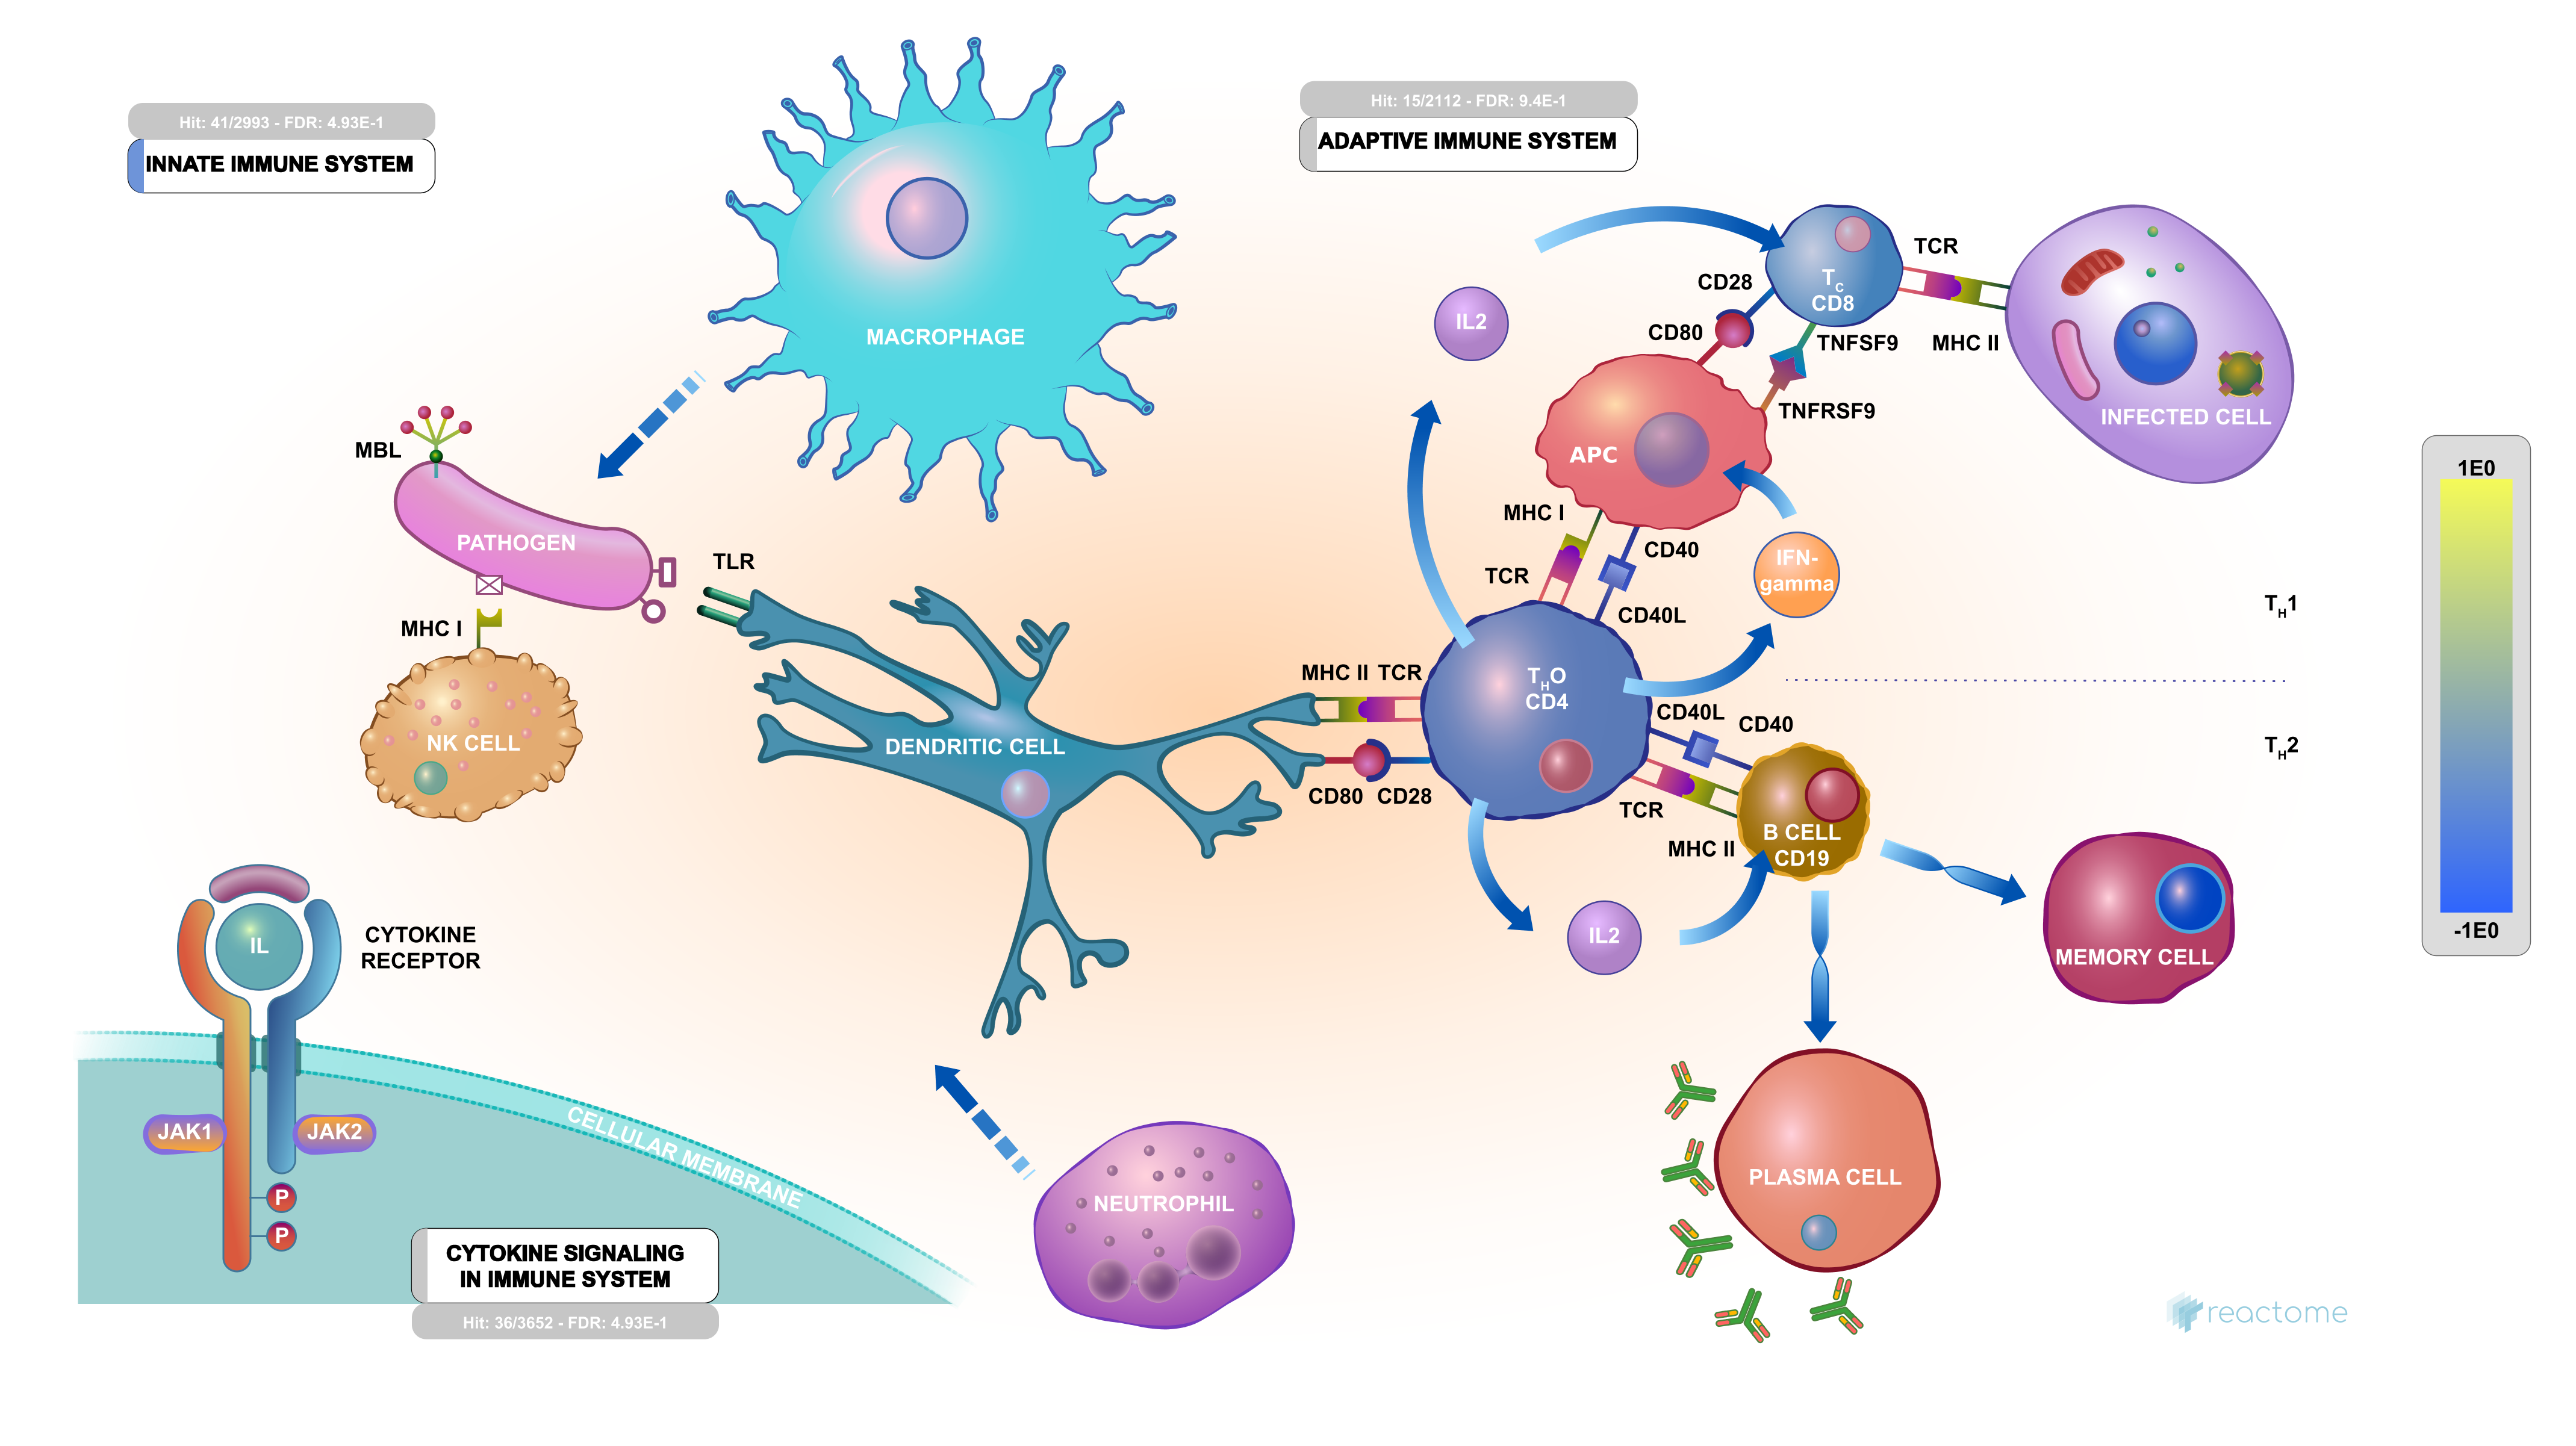 Hit: 41/2993 - FDR: 4.93E-1
INNATE IMMUNE SYSTEM
Hit: 15/2112 - FDR: 9.4E-1
ADAPTIVE IMMUNE SYSTEM
MACROPHAGE
MBL
PATHOGEN
MHC I
NK CELL
TLR
DENDRITIC CELL
IL2
TC
CD8
TCR
MHC II
INFECTED CELL
CD28
CD80
TNFSF9
TNFRSF9
APC
MHC I
TCR
CD40
CD40L
IFN-
gamma
MHC II TCR
CD80 CD28
THO
CD4
CD40L
CD40
TCR
MHC II
B CELL
CD19
IL2
MEMORY CELL
PLASMA CELL
TH1
TH2
1E0
-1E0
IL
CYTOKINE
RECEPTOR
JAK1
JAK2
P
P
CELLULAR MEMBRANE
CYTOKINE SIGNALING
IN IMMUNE SYSTEM
Hit: 36/3652 - FDR: 4.93E-1
NEUTROPHIL
reactome